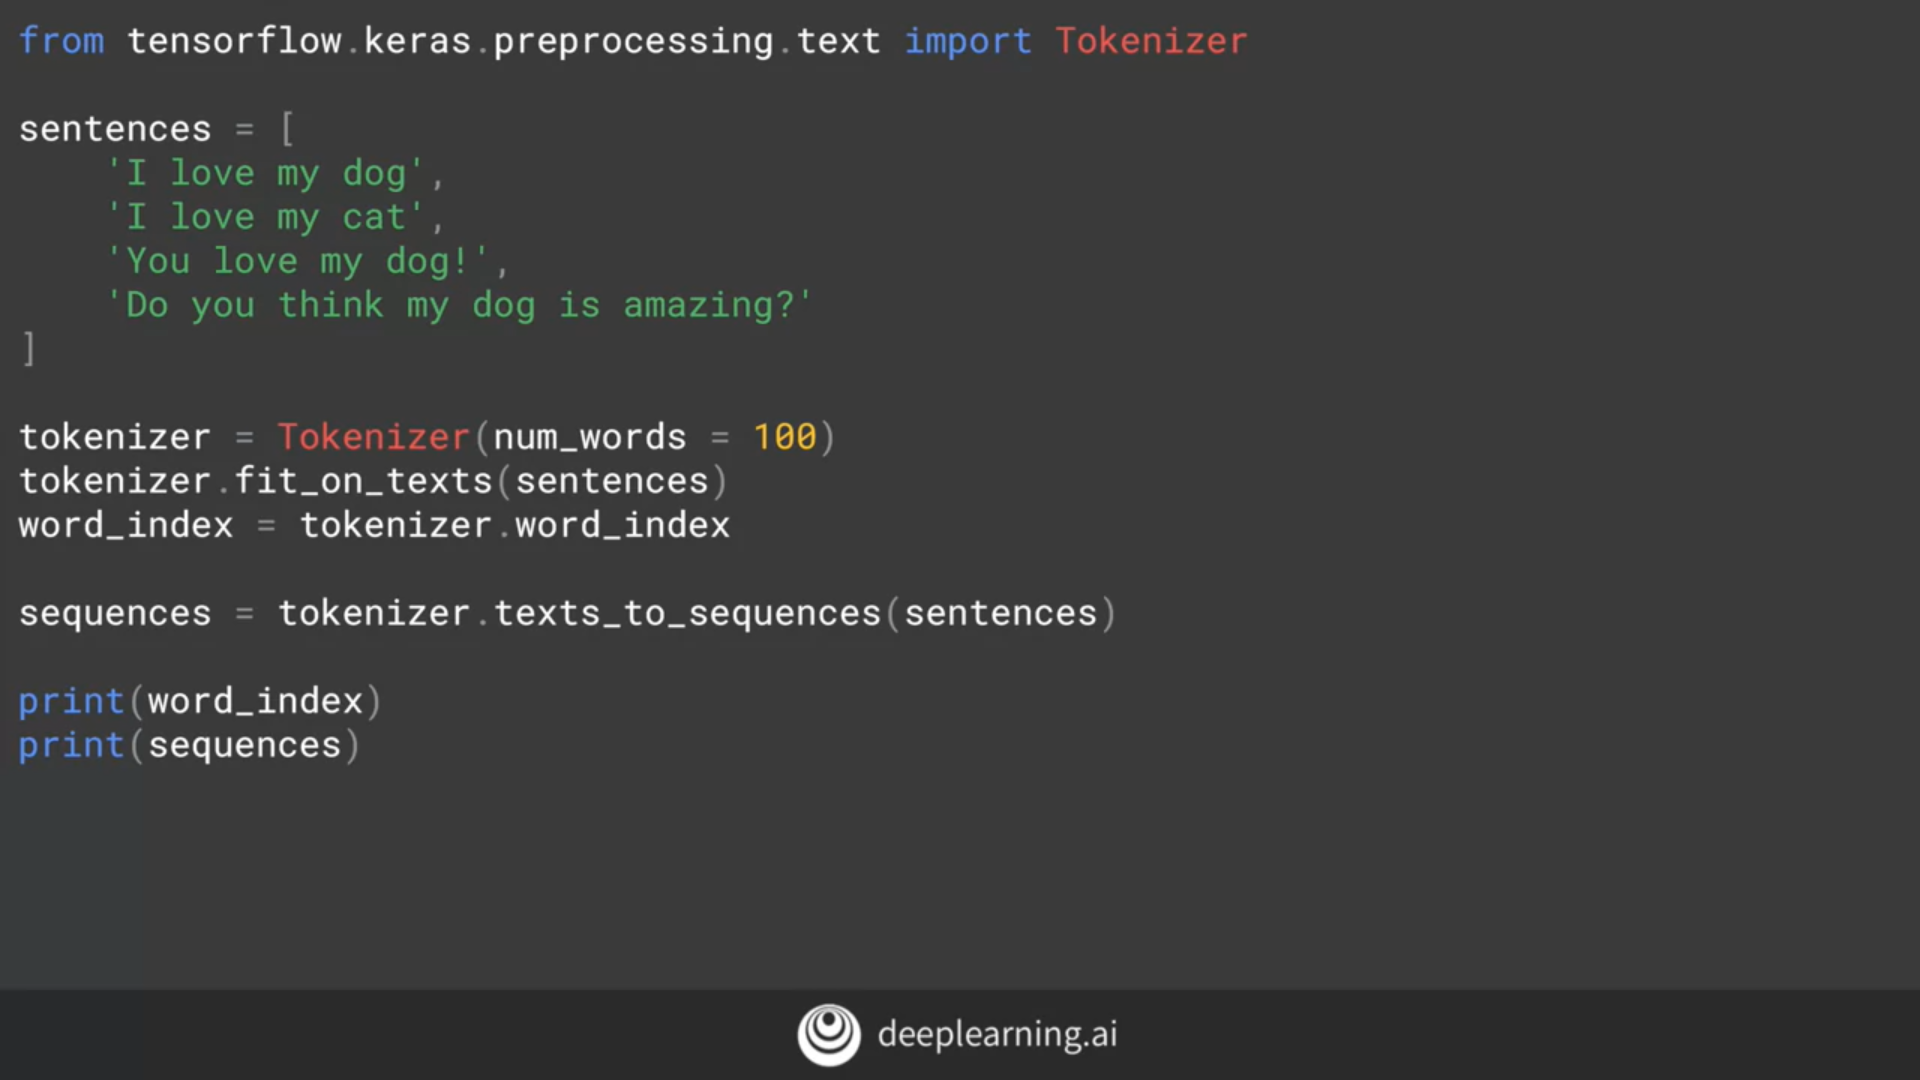 from tensorflow.keras.preprocessing.text import Tokenizer
sentences = [
    'I love my dog',
    'I love my cat',
    'You love my dog!',
    'Do you think my dog is amazing?'
]
tokenizer = Tokenizer(num_words = 100)
tokenizer.fit_on_texts(sentences)
word_index = tokenizer.word_index
sequences = tokenizer.texts_to_sequences(sentences)
print(word_index)
print(sequences)
deeplearning.ai